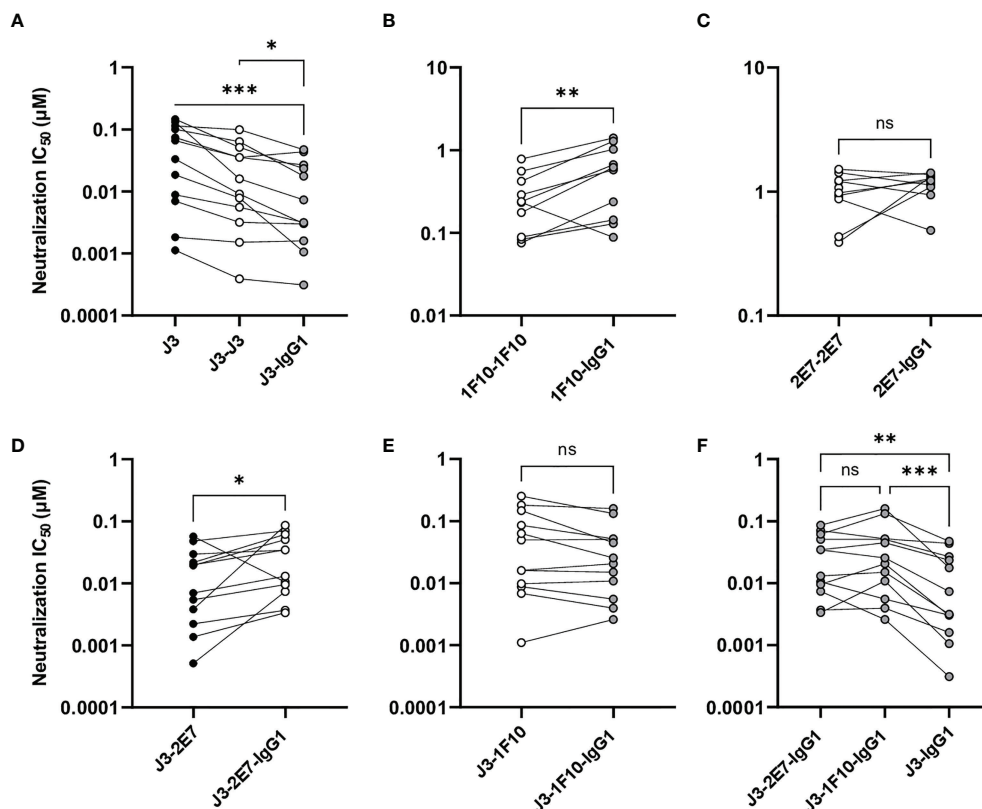 A
B
C
*
***
**
ns
Neutralization IC50 (µM)
1
0.1
0.01
0.001
0.0001
J3
J3-J3
J3-IgG1
10
1
0.1
0.01
1F10-1F10
1F10-IgG1
10
1
0.1
2E7-2E7
2E7-IgG1
D
E
F
*
ns
**
ns
***
Neutralization IC50 (µM)
1
0.1
0.01
0.001
0.0001
J3-2E7
J3-2E7-IgG1
1
0.1
0.01
0.001
0.0001
J3-1F10
J3-1F10-IgG1
1
0.1
0.01
0.001
0.0001
J3-2E7-IgG1
J3-1F10-IgG1
J3-IgG1